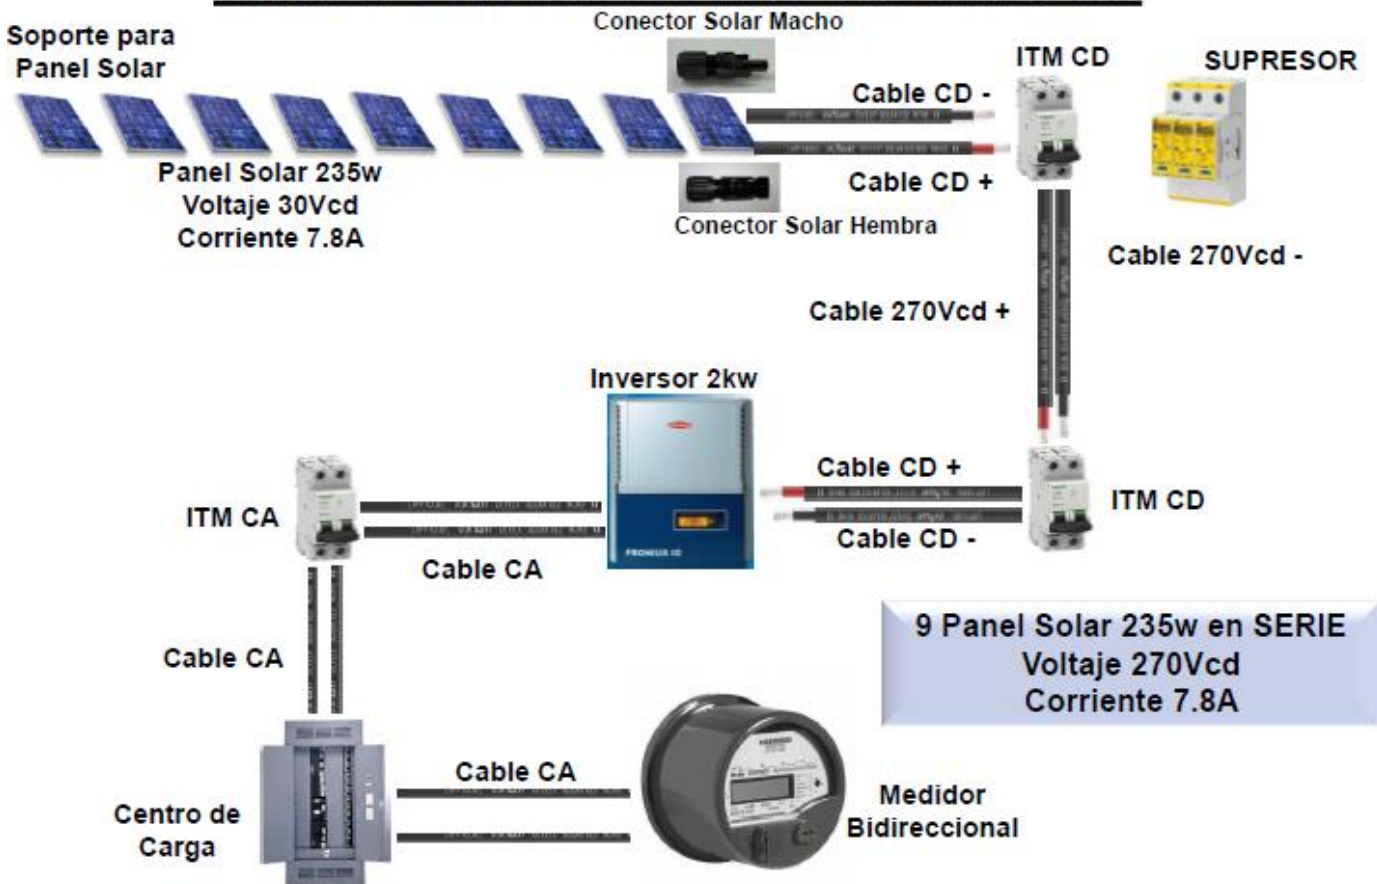 Conector Solar Macho
Soporte para
Panel Solar
ITM CD
SUPRESOR
Cable CD -
Cable CD +
Panel Solar 235w
Voltaje 30Vcd
Corriente 7.8A
Conector Solar Hembra
Cable 270Vcd -
Cable 270Vcd +
Inversor 2kw
Cable CD +
ITM CD
ITM CA
Cable CD -
FRONIUS IG
Cable CA
9 Panel Solar 235w en SERIE
Voltaje 270Vcd
Corriente 7.8A
Cable CA
Cable CA
Centro de
Carga
Medidor
Bidireccional